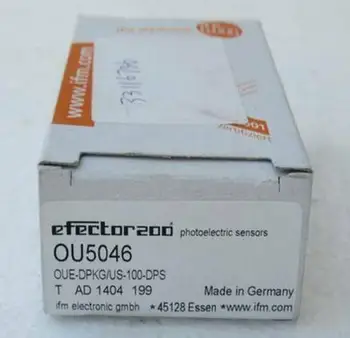 www.ifm.com
efector200 photoelectric sensors
OU5046
OUE-DPKG/US-100-DPS
T AD 1404 199 Made in Germany
ifm electronic gmbh *45128 Essen * www.ifm.com